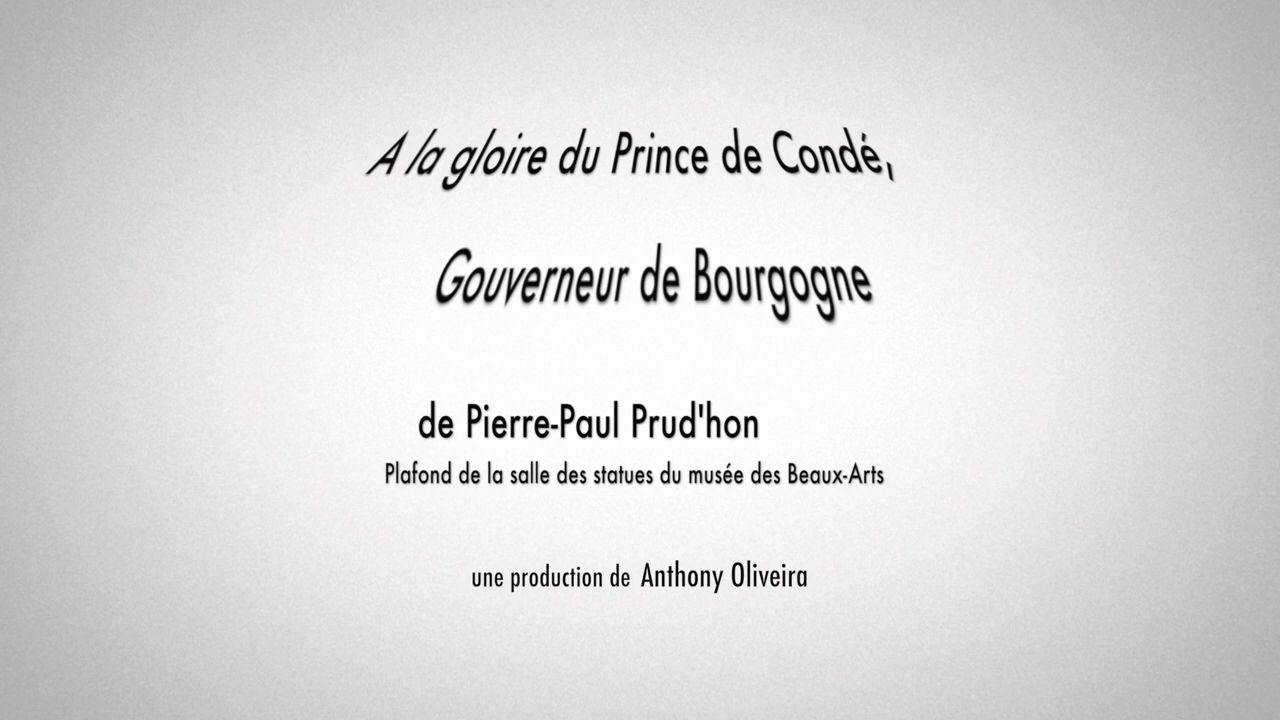 A la gloire du Prince de Condé,
Gouverneur de Bourgogne
de Pierre-Paul Prud'hon
Plafond de la salle des statues du musée des Beaux-Arts
une production de Anthony Oliveira